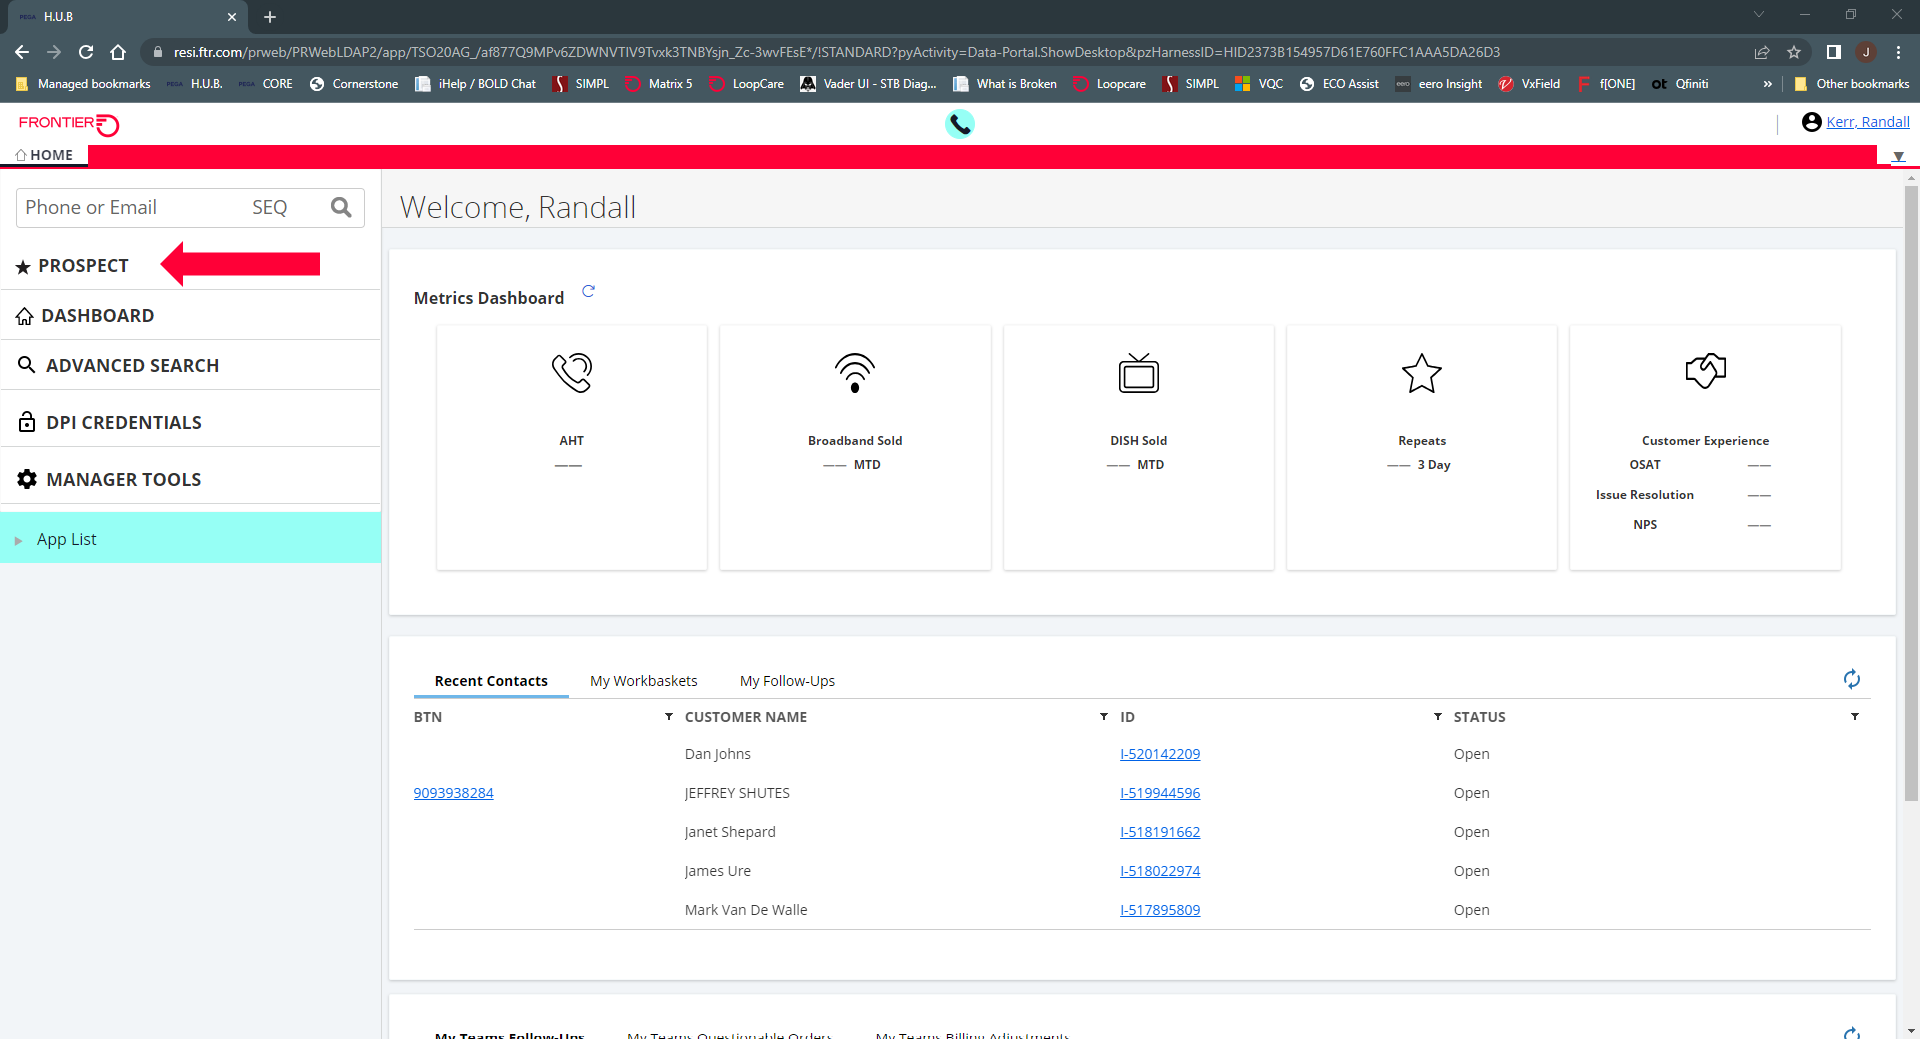 H.U.B
resi.ftr.com/prweb/PRWebLDAP2/app/TSO20AG_/af877Q9MPv6ZDWNVTIV9Tvxk3TNBYsjn_Zc-3wvFEsE*/!STANDARD?pyActivity=Data-Portal.ShowDesktop&pzHarnessID=HID2373B154957D61E760FFC1AAA5DA26D3
J
Managed bookmarks PEGA H.U.B. PEGA CORE Cornerstone iHelp / BOLD Chat SIMPL Matrix 5 LoopCare Vader UI - STB Diag... What is Broken Loopcare SIMPL VQC ECO Assist eero eero Insight VxField f[ONE] ot Qfiniti » Other bookmarks
FRONTIER
Kerr, Randall
HOME
Phone or Email SEQ
Welcome, Randall
PROSPECT
DASHBOARD
ADVANCED SEARCH
DPI CREDENTIALS
MANAGER TOOLS
App List
Metrics Dashboard
AHT
——
Broadband Sold
—— MTD
DISH Sold
—— MTD
Repeats
—— 3 Day
Customer Experience
OSAT ——
Issue Resolution ——
NPS ——
Recent Contacts My Workbaskets My Follow-Ups
BTN CUSTOMER NAME ID STATUS
Dan Johns I-520142209 Open
9093938284 JEFFREY SHUTES I-519944596 Open
Janet Shepard I-518191662 Open
James Ure I-518022974 Open
Mark Van De Walle I-517895809 Open
My Teams Follow-Ups My Teams Questionable Orders My Teams Billing Adjustments